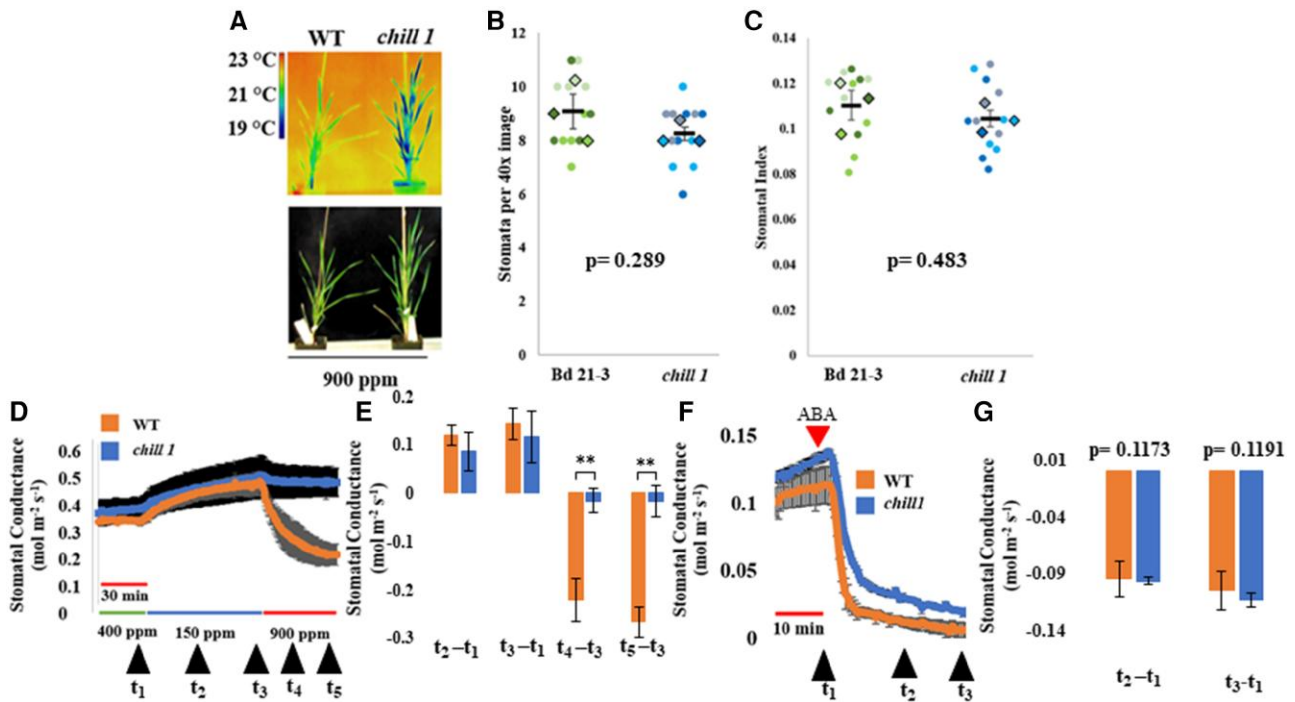 A
WT chill 1
23 °C
21 °C
19 °C
900 ppm
B
Stomata per 40x image
12
10
8
6
4
2
0
p= 0.289
Bd 21-3 chill 1
C
Stomatal Index
0.14
0.12
0.1
0.08
0.06
0.04
0.02
0
p= 0.483
Bd 21-3 chill 1
D
WT
chill 1
Stomatal Conductance
(mol m⁻² s⁻¹)
0.6
0.5
0.4
0.3
0.2
0.1
0
30 min
400 ppm 150 ppm 900 ppm
t₁ t₂ t₃ t₄ t₅
E
Stomatal Conductance
(mol m⁻² s⁻¹)
0.2
0.1
0
-0.1
-0.2
-0.3
** **
t₂–t₁ t₃–t₁ t₄–t₃ t₅–t₃
F
ABA
Stomatal Conductance
(mol m⁻² s⁻¹)
0.15
0.1
0.05
0
WT
chill1
10 min
t₁ t₂ t₃
G
p= 0.1173 p= 0.1191
Stomatal Conductance
(mol m⁻² s⁻¹)
0.01
-0.04
-0.09
-0.14
t₂–t₁ t₃-t₁